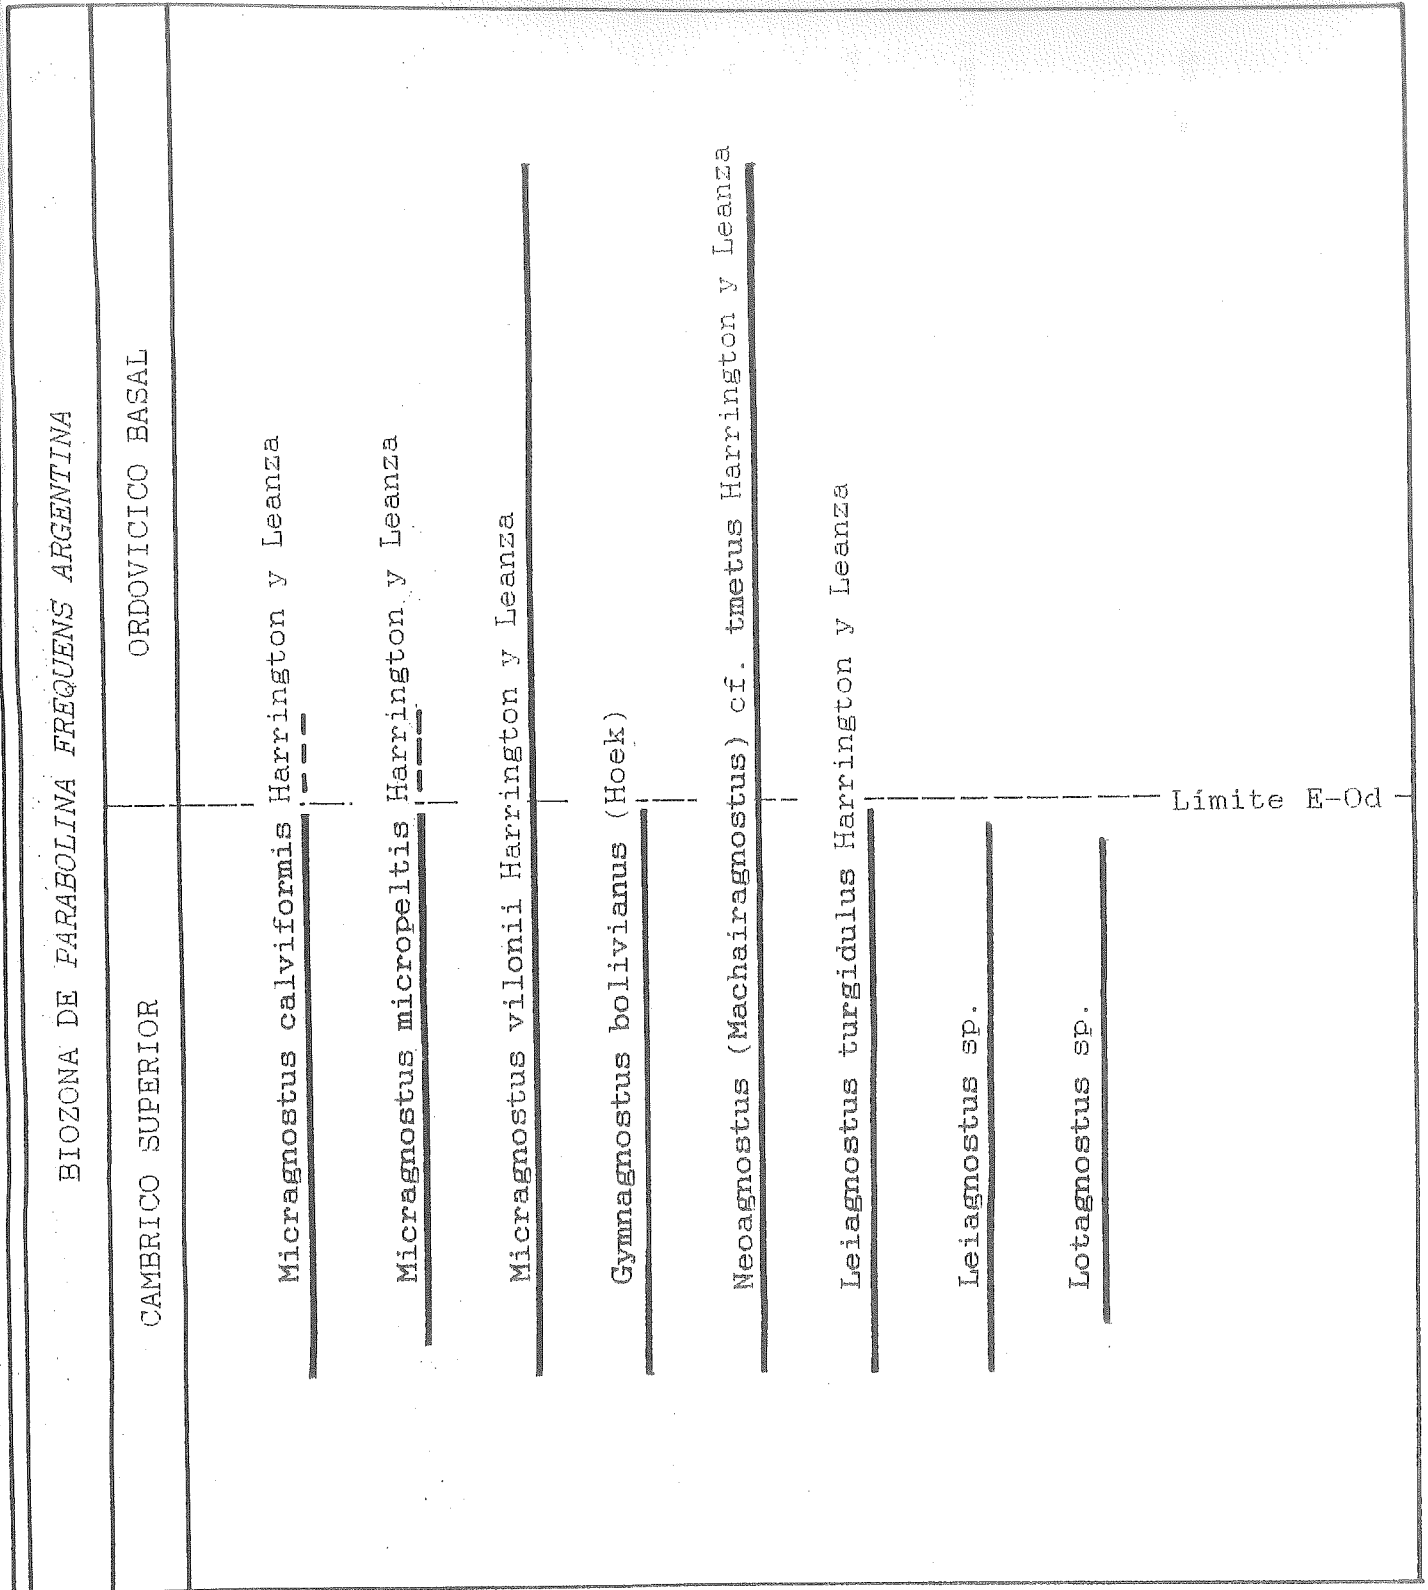 BIOZONA DE PARABOLINA FREQUENS ARGENTINA
CAMBRICO SUPERIOR
ORDOVICICO BASAL
Micragnostus calviformis Harrington y Leanza
Micragnostus micropeltis Harrington y Leanza
Micragnostus vilonii Harrington y Leanza
Gymnagnostus bolivianus (Hoek)
Neoagnostus (Machairagnostus) cf. tmetus Harrington y Leanza
Leiagnostus turgidulus Harrington y Leanza
Leiagnostus sp.
Lotagnostus sp.
Límite E-Od